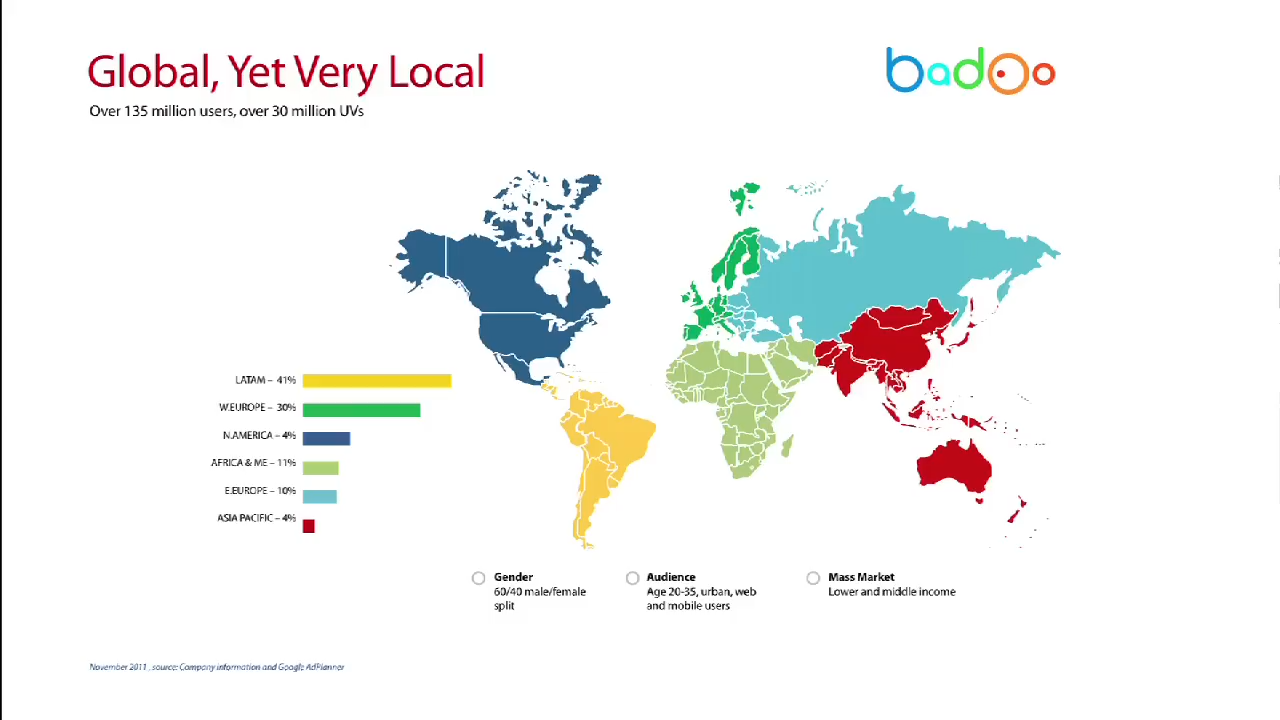 Global, Yet Very Local
badoo
Over 135 million users, over 30 million UVs
LATAM – 41%
W.EUROPE – 30%
N.AMERICA – 4%
AFRICA & ME – 11%
E.EUROPE – 10%
ASIA PACIFIC – 4%
Gender
60/40 male/female
split
Audience
Age 20-35, urban, web
and mobile users
Mass Market
Lower and middle income
November 2011 , source: Company information and Google AdPlanner